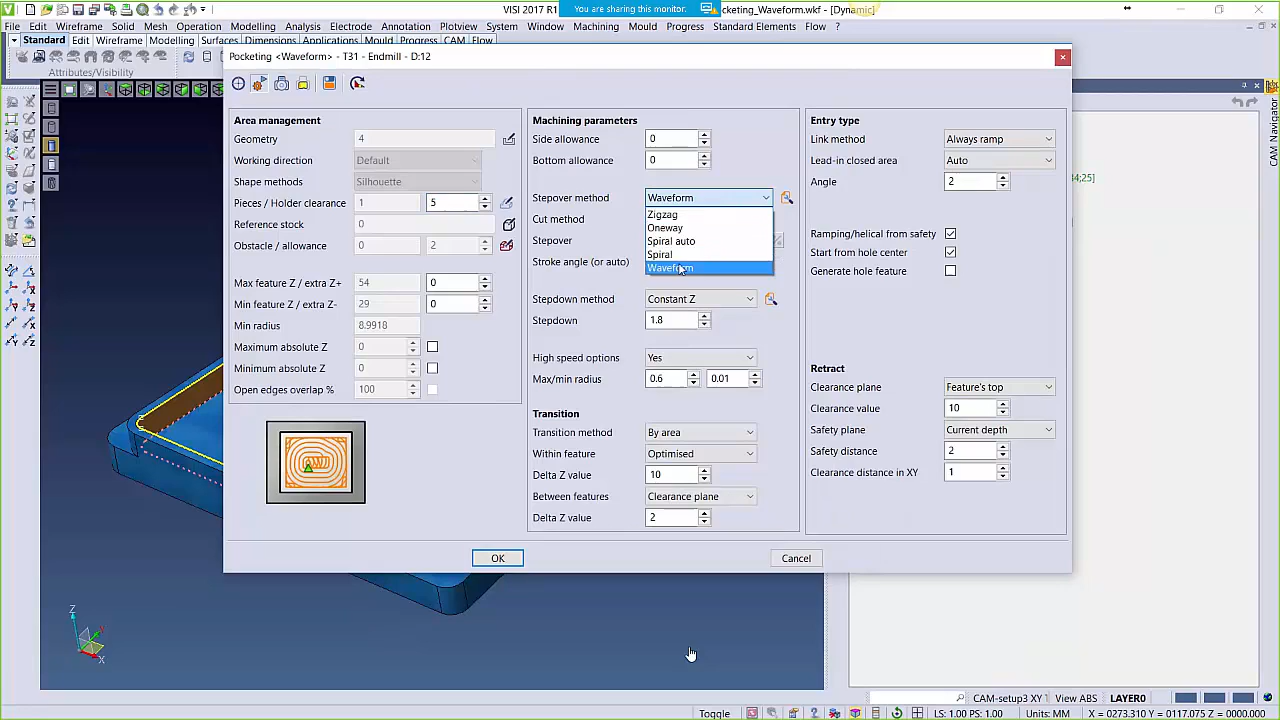 VISI 2017 R1
You are sharing this monitor.
cketing_Waveform.wkf - [Dynamic]
File Edit Wireframe Solid Mesh Operation Modelling Analysis Electrode Annotation Plotview System Window Machining Mould Progress Standard Elements Flow ?
Standard Edit Wireframe Modelling Surfaces Dimensions Applications Mould Progress CAM Flow
Attributes/Visibility
Pocketing <Waveform> - T31 - Endmill - D:12
CAM Navigator
Area management
Geometry 4
Working direction Default
Shape methods Silhouette
Pieces / Holder clearance 1 5
Reference stock 0
Obstacle / allowance 0 2
Max feature Z / extra Z+ 54 0
Min feature Z / extra Z- 29 0
Min radius 8.9918
Maximum absolute Z 0
Minimum absolute Z 0
Open edges overlap % 100
Machining parameters
Side allowance 0
Bottom allowance 0
Stepover method Waveform
Zigzag
Oneway
Spiral auto
Spiral
Waveform
Cut method
Stepover
Stroke angle (or auto)
Stepdown method Constant Z
Stepdown 1.8
High speed options Yes
Max/min radius 0.6 0.01
Transition
Transition method By area
Within feature Optimised
Delta Z value 10
Between features Clearance plane
Delta Z value 2
Entry type
Link method Always ramp
Lead-in closed area Auto
Angle 2
Ramping/helical from safety
Start from hole center
Generate hole feature
Retract
Clearance plane Feature's top
Clearance value 10
Safety plane Current depth
Safety distance 2
Clearance distance in XY 1
OK Cancel
4;25]
Z
X
CAM-setup3 XY View ABS LAYER0
Toggle LS: 1.00 PS: 1.00 Units: MM X = 0273.310 Y = 0117.075 Z = 0000.000